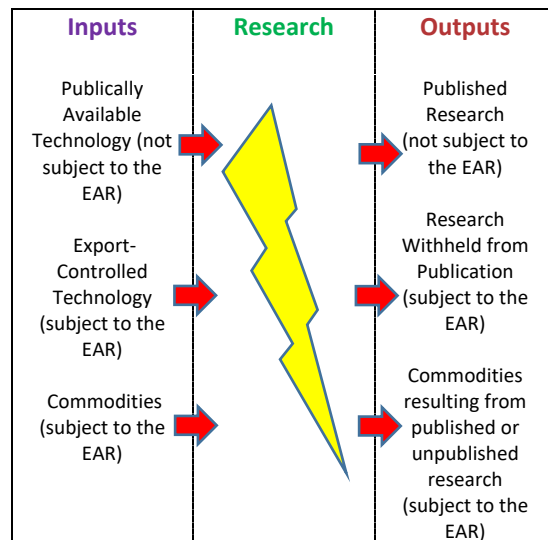 Inputs
Research
Outputs
Publically
Available
Technology (not
subject to the
EAR)
Export-
Controlled
Technology
(subject to the
EAR)
Commodities
(subject to the
EAR)
Published
Research
(not subject to
the EAR)
Research
Withheld from
Publication
(subject to the
EAR)
Commodities
resulting from
published or
unpublished
research
(subject to the
EAR)